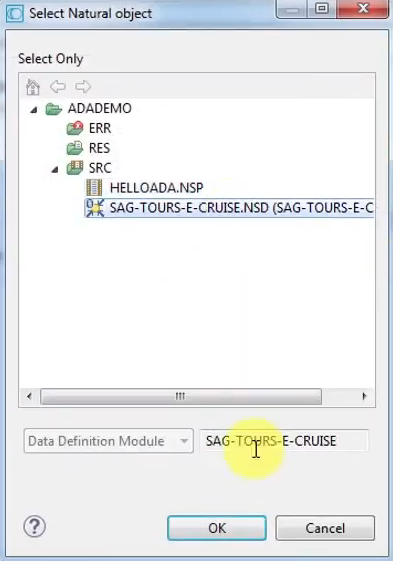 Select Natural object
Select Only
ADADEMO
ERR
RES
SRC
HELLOADA.NSP
SAG-TOURS-E-CRUISE.NSD (SAG-TOURS-E-C
Data Definition Module SAG-TOURS-E-CRUISE
OK Cancel